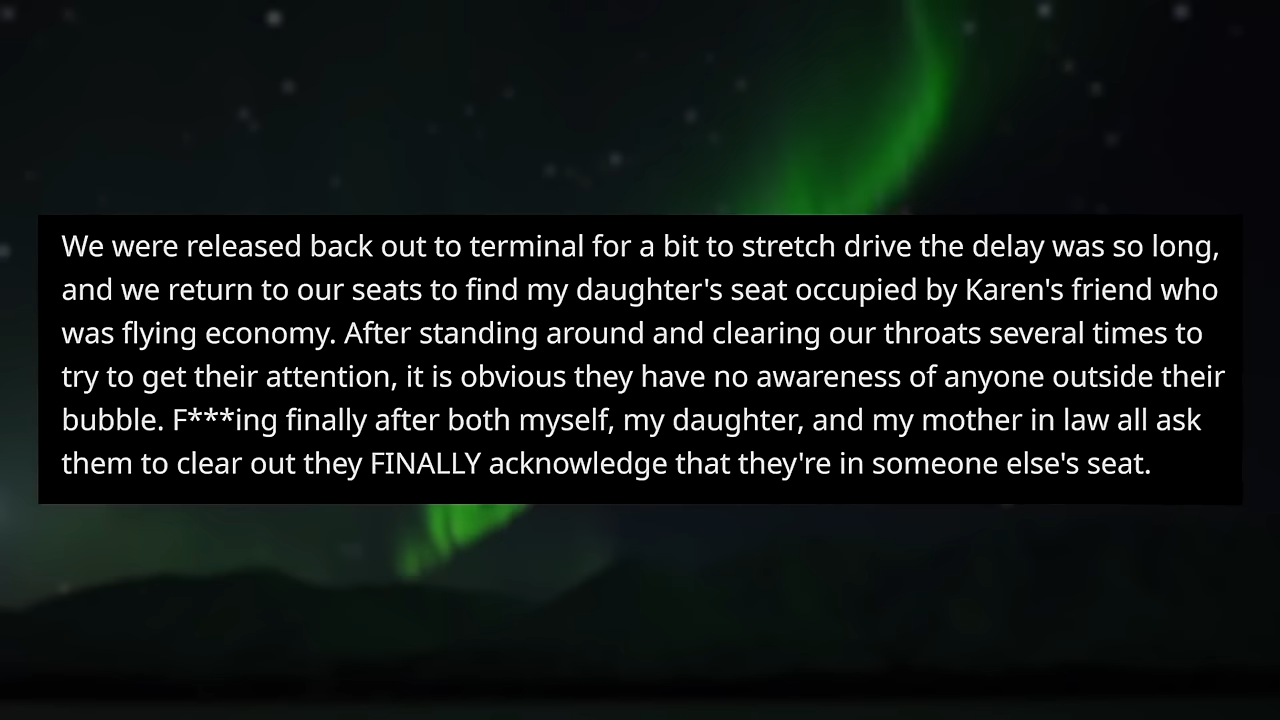 We were released back out to terminal for a bit to stretch drive the delay was so long,
and we return to our seats to find my daughter's seat occupied by Karen's friend who
was flying economy. After standing around and clearing our throats several times to
try to get their attention, it is obvious they have no awareness of anyone outside their
bubble. F***ing finally after both myself, my daughter, and my mother in law all ask
them to clear out they FINALLY acknowledge that they're in someone else's seat.